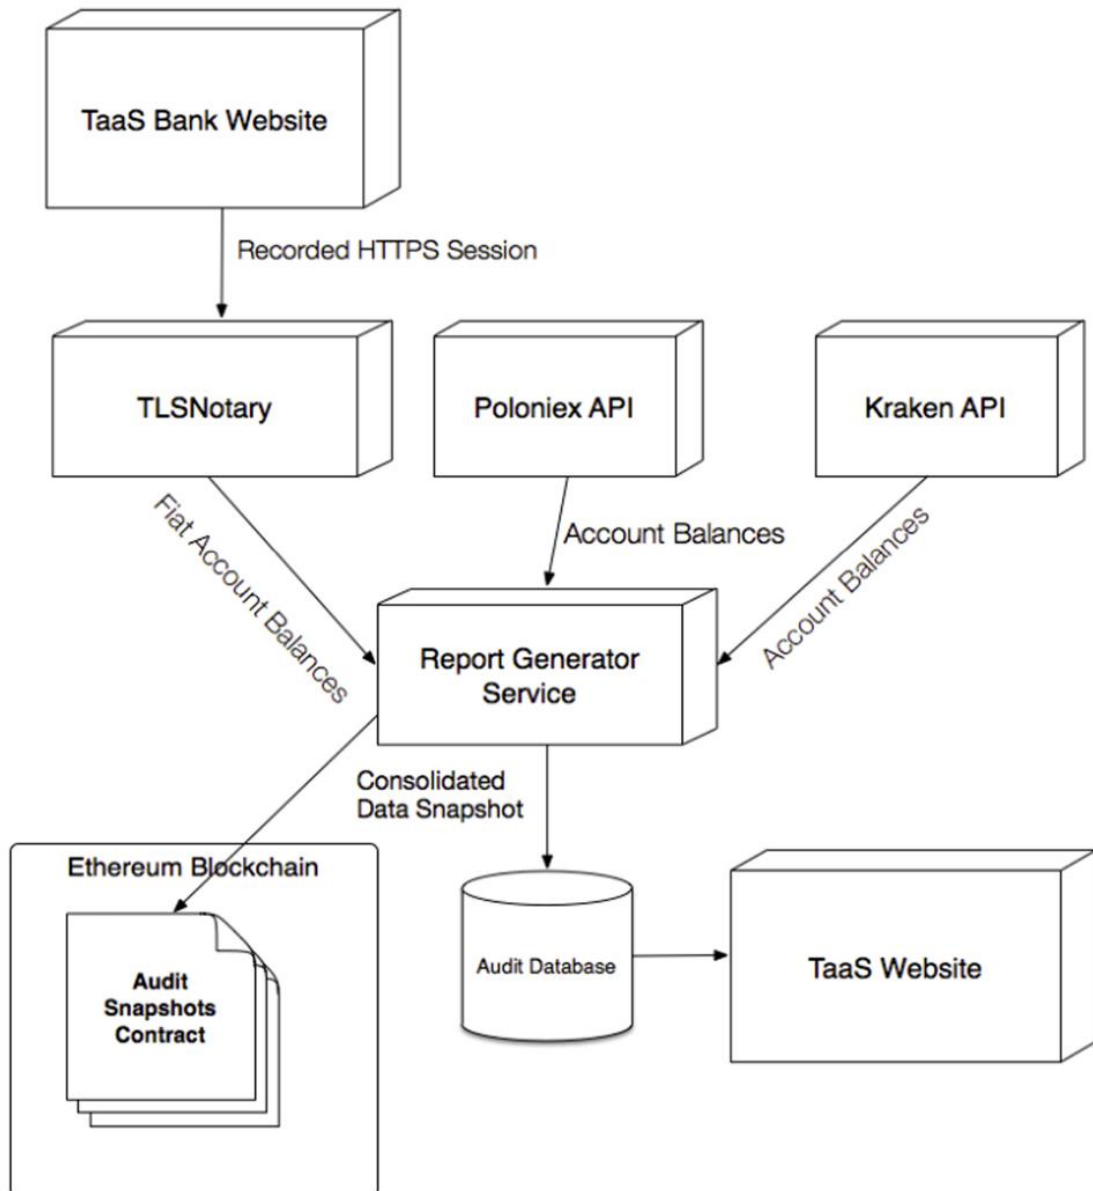 TaaS Bank Website
Recorded HTTPS Session
TLSNotary
Poloniex API
Kraken API
Fiat Account Balances
Account Balances
Account Balances
Report Generator
Service
Consolidated
Data Snapshot
Ethereum Blockchain
Audit
Snapshots
Contract
Audit Database
TaaS Website